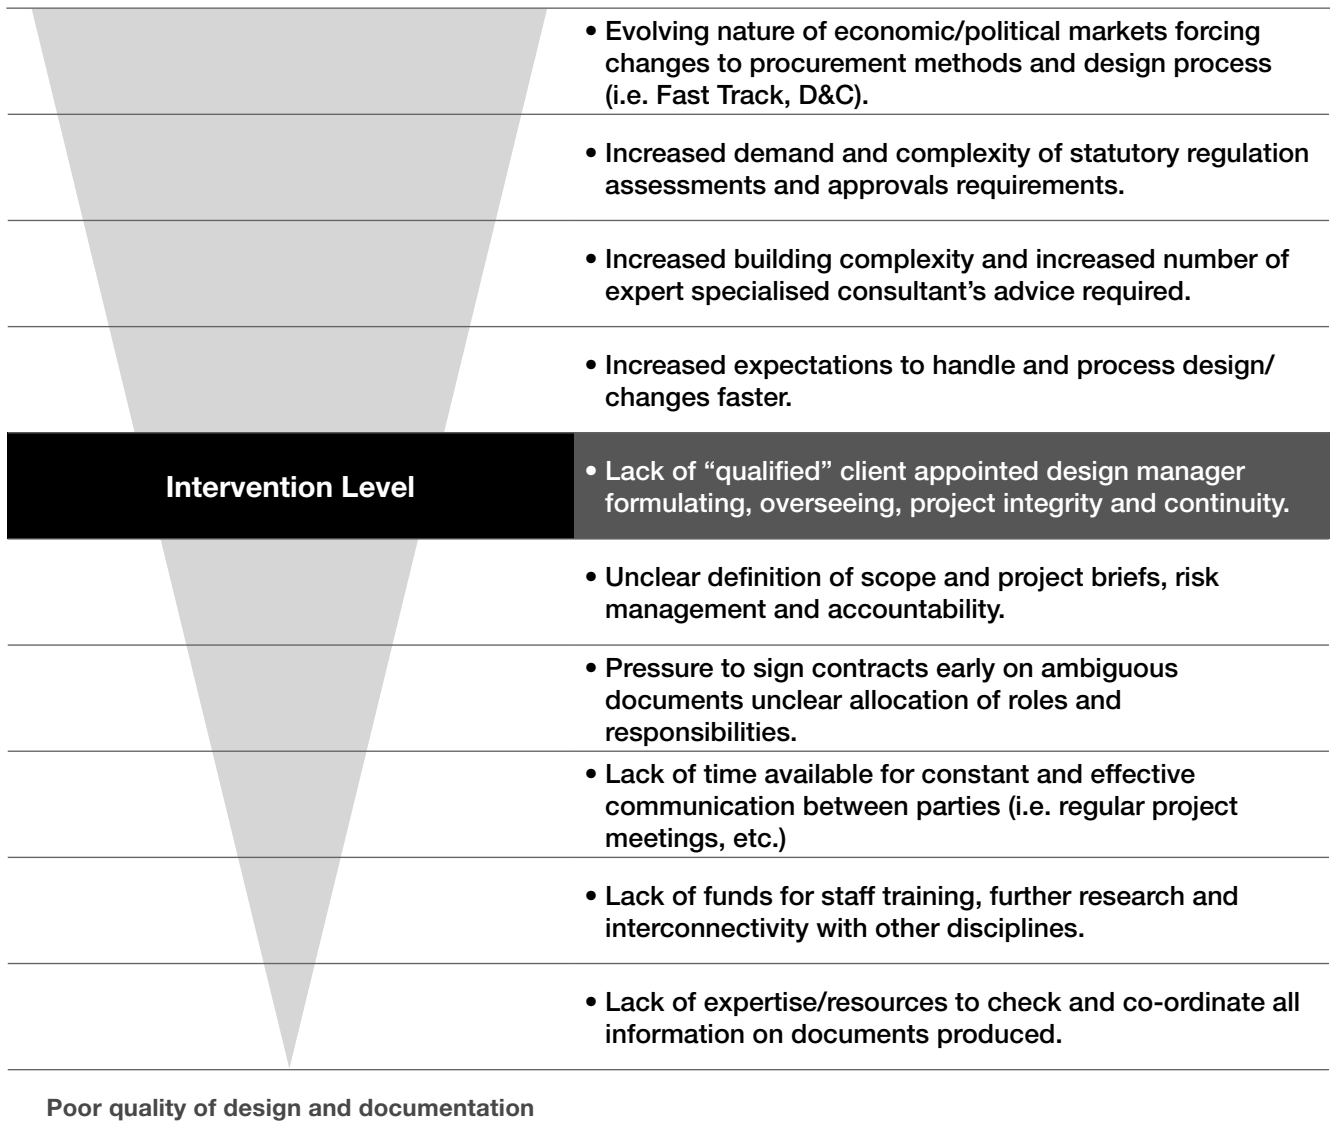 • Evolving nature of economic/political markets forcing
changes to procurement methods and design process
(i.e. Fast Track, D&C).
• Increased demand and complexity of statutory regulation
assessments and approvals requirements.
• Increased building complexity and increased number of
expert specialised consultant’s advice required.
• Increased expectations to handle and process design/
changes faster.
Intervention Level
• Lack of “qualified” client appointed design manager
formulating, overseeing, project integrity and continuity.
• Unclear definition of scope and project briefs, risk
management and accountability.
• Pressure to sign contracts early on ambiguous
documents unclear allocation of roles and
responsibilities.
• Lack of time available for constant and effective
communication between parties (i.e. regular project
meetings, etc.)
• Lack of funds for staff training, further research and
interconnectivity with other disciplines.
• Lack of expertise/resources to check and co-ordinate all
information on documents produced.
Poor quality of design and documentation